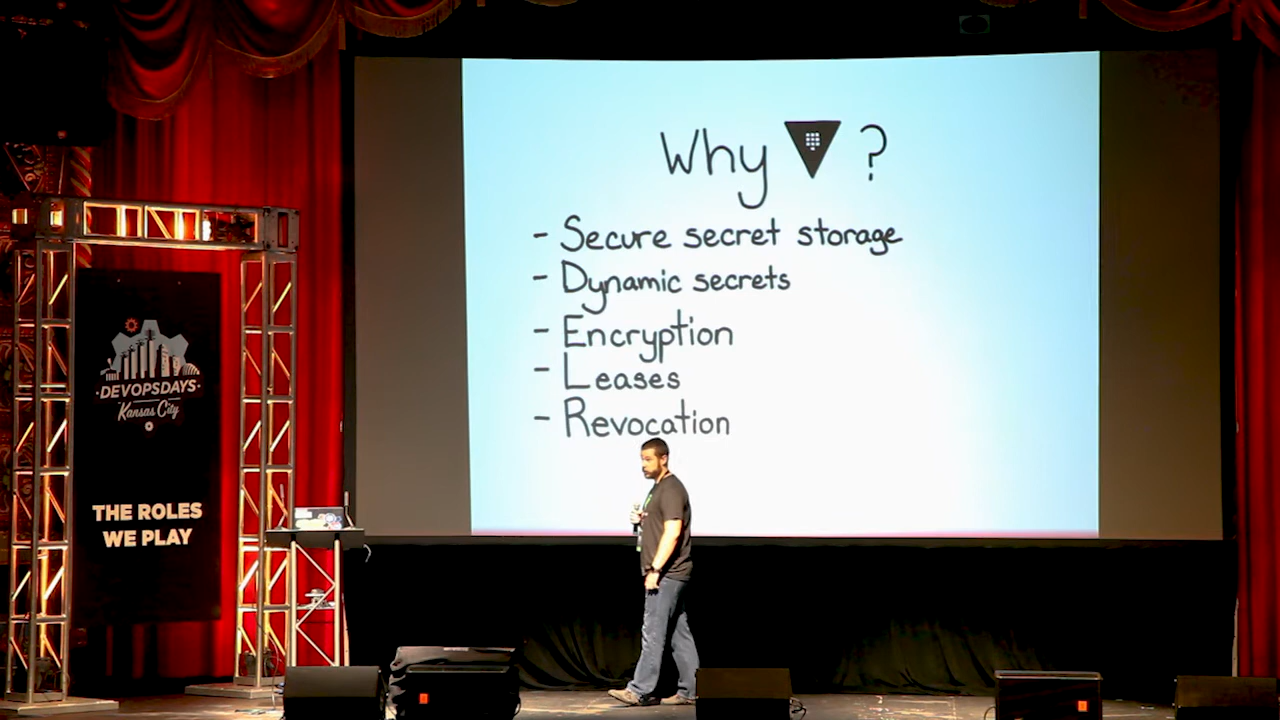 Why ?
- Secure secret storage
- Dynamic secrets
- Encryption
- Leases
- Revocation
·DEVOPSDAYS·
Kansas City
THE ROLES
WE PLAY